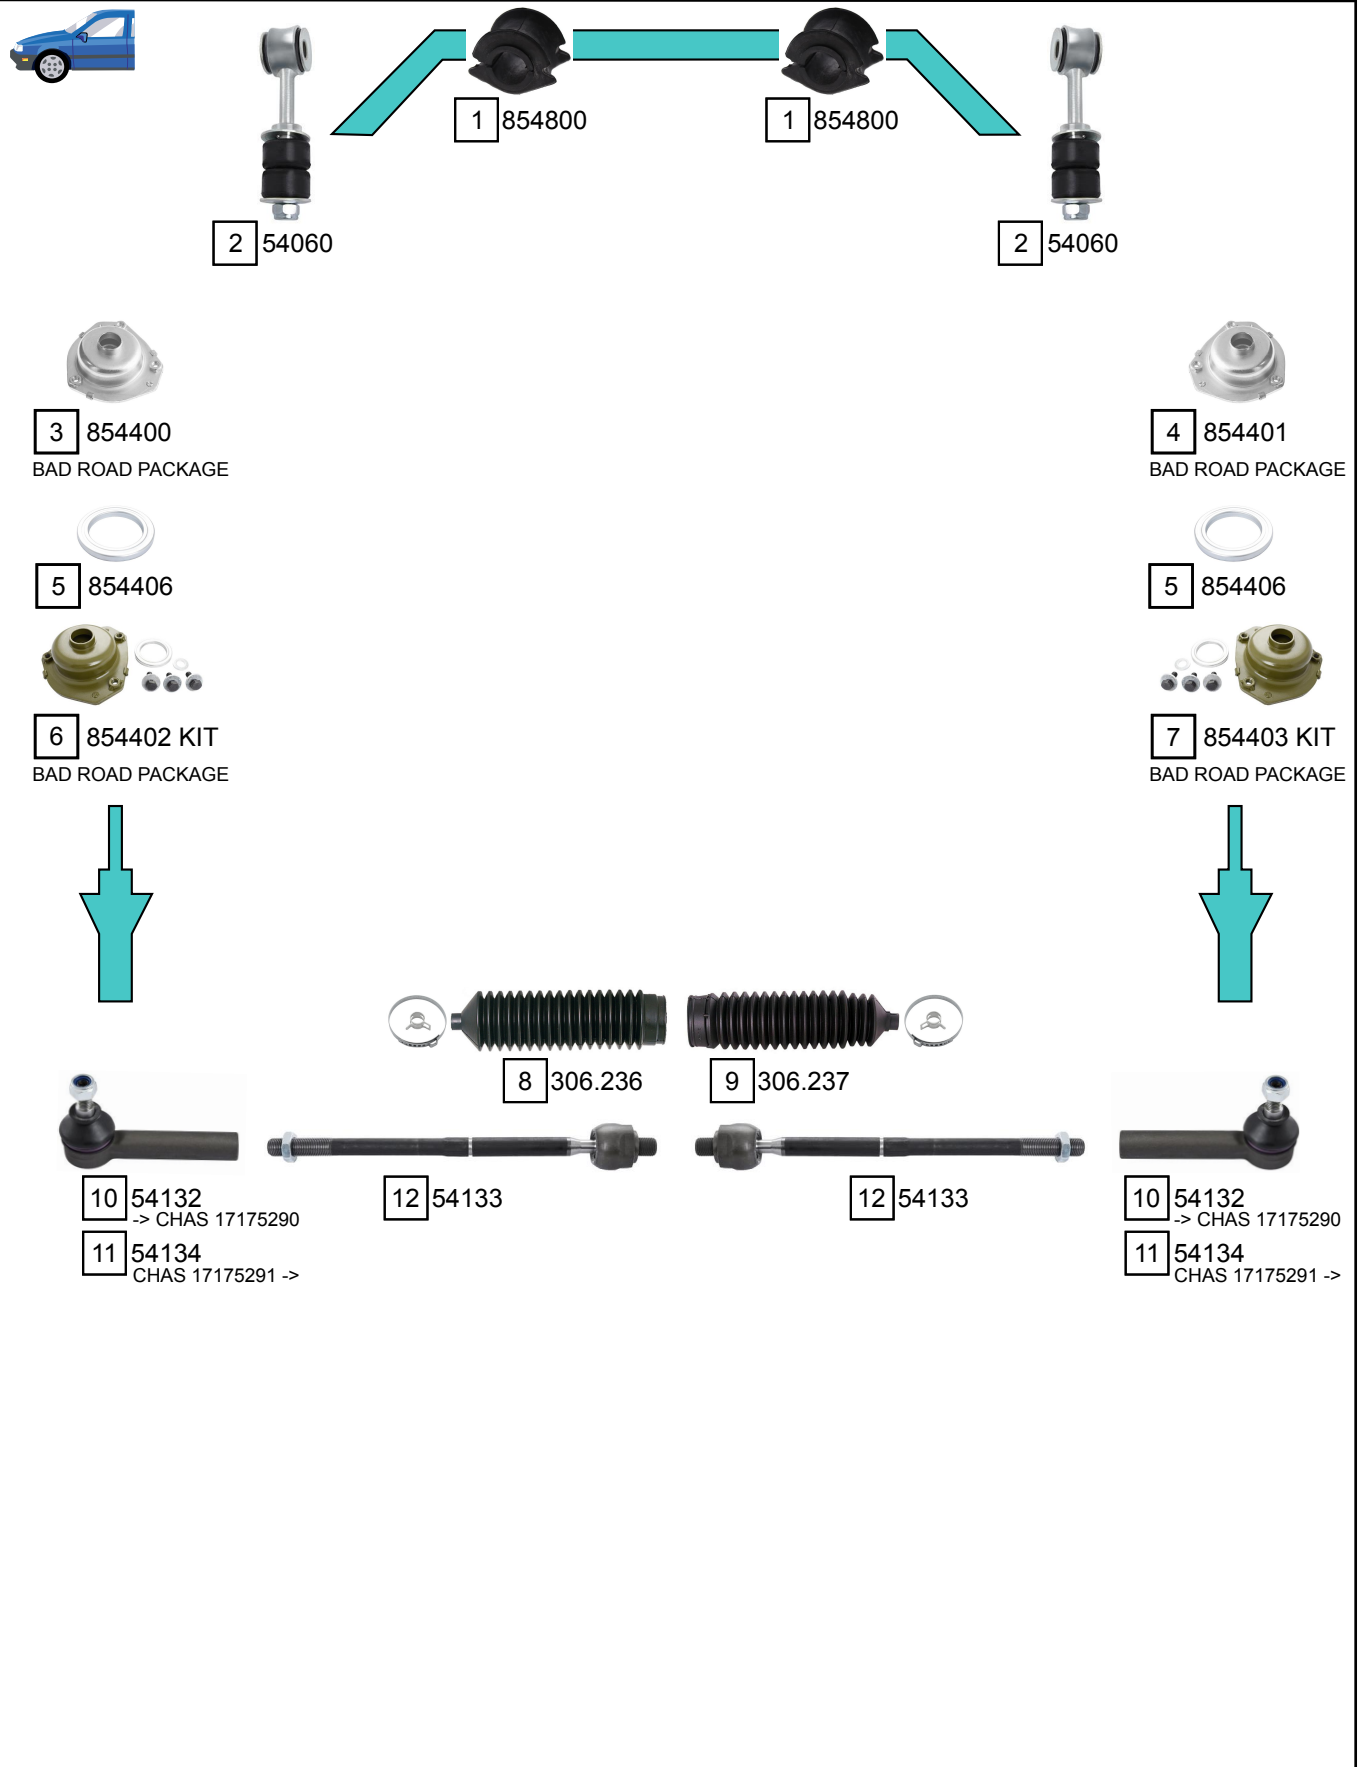 1 854800
1 854800
2 54060
2 54060
3 854400
BAD ROAD PACKAGE
4 854401
BAD ROAD PACKAGE
5 854406
5 854406
6 854402 KIT
BAD ROAD PACKAGE
7 854403 KIT
BAD ROAD PACKAGE
8 306.236
9 306.237
10 54132
-> CHAS 17175290
12 54133
12 54133
10 54132
-> CHAS 17175290
11 54134
CHAS 17175291 ->
11 54134
CHAS 17175291 ->